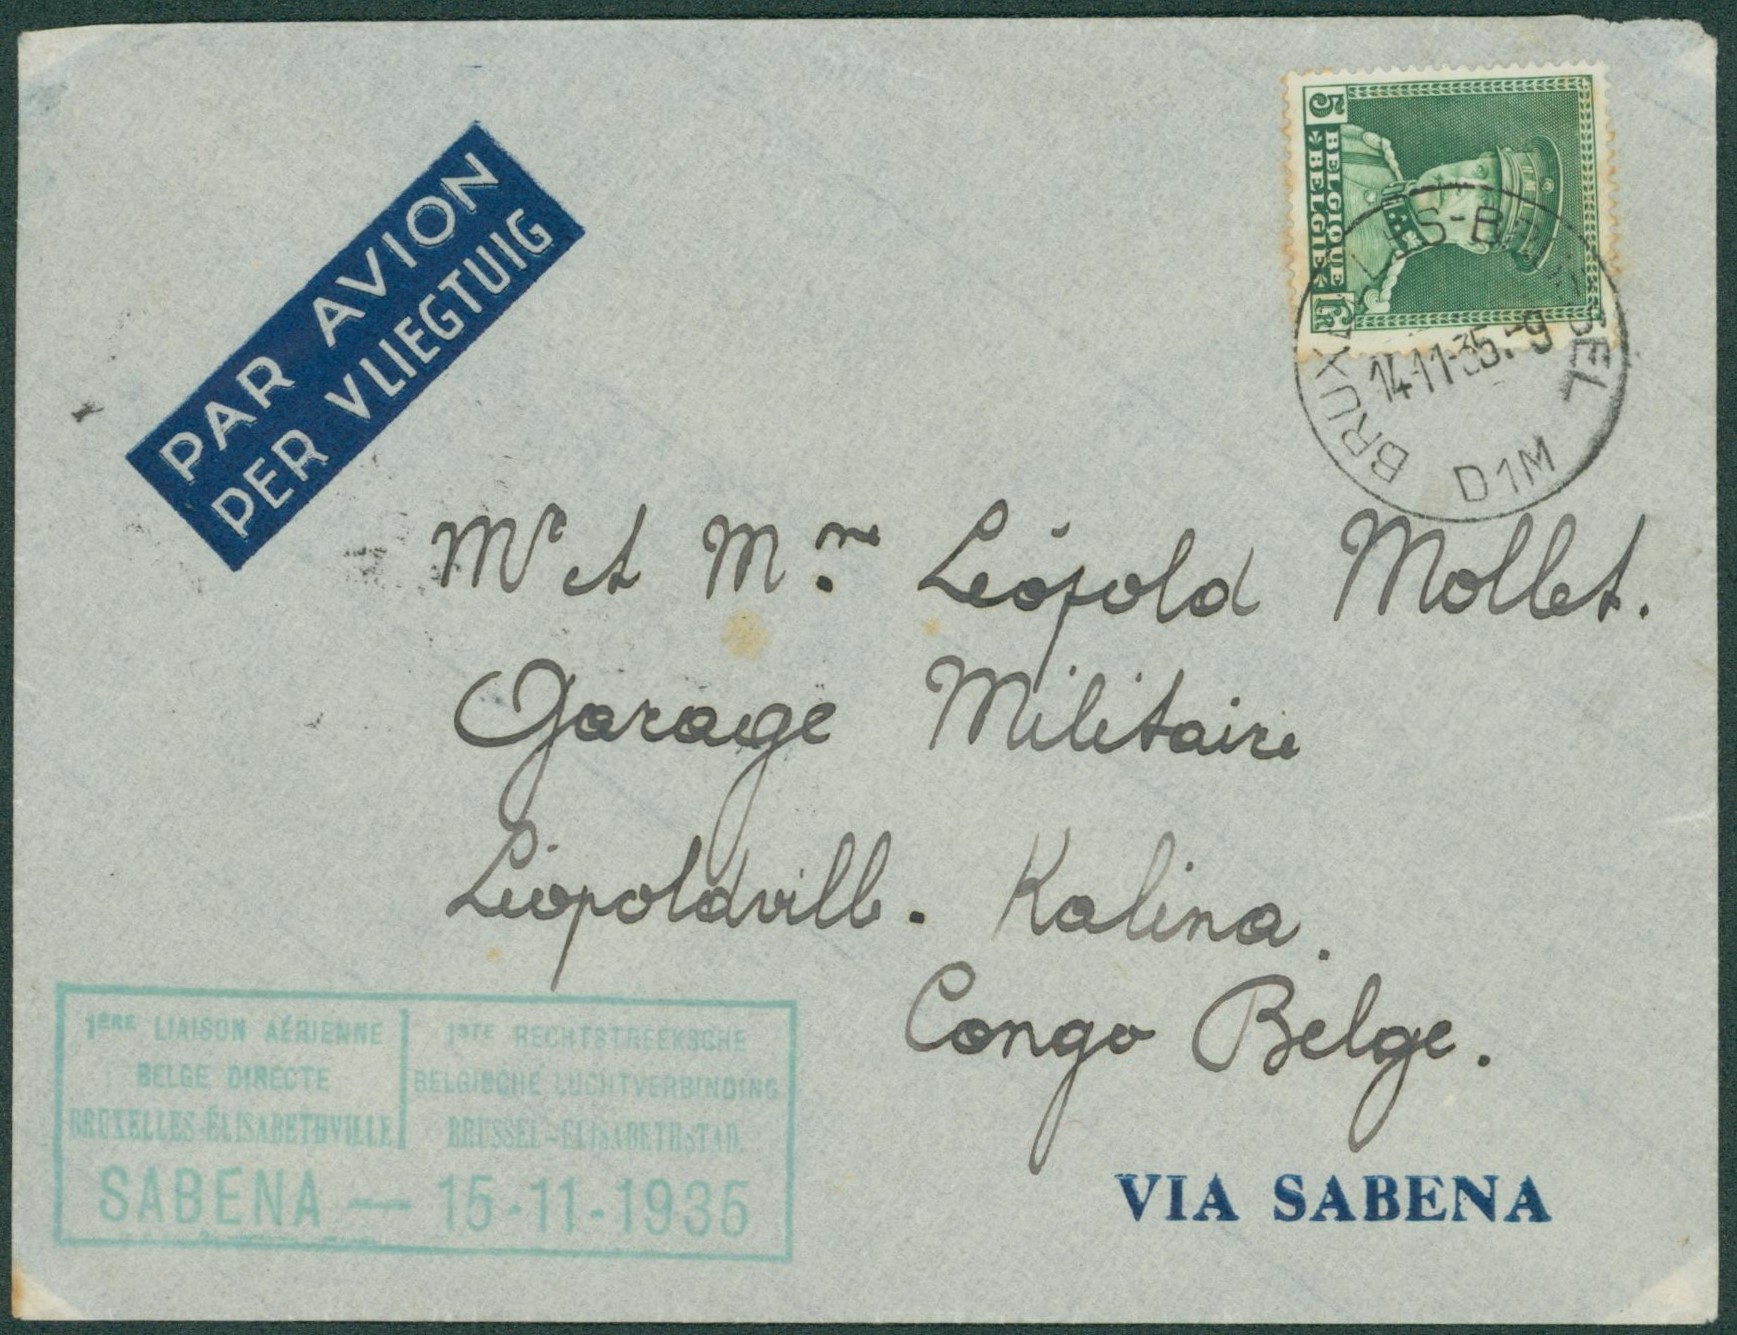 PAR AVION
PER VLIEGTUIG
5 BELGIQUE FR
BELGIE
BRUXELLES-BRUSSEL
14-11-35.-9
D1M
Mr et Mme Léopold Mollet.
Garage Militaire
Léopoldville. Kalina.
Congo Belge.
1ÈRE LIAISON AÉRIENNE
BELGE DIRECTE
BRUXELLES-ÉLISABETHVILLE
1STE RECHTSTREEKSCHE
BELGISCHE LUCHTVERBINDING
BRUSSEL-ELISABETHSTAD.
SABENA — 15-11-1935
VIA SABENA